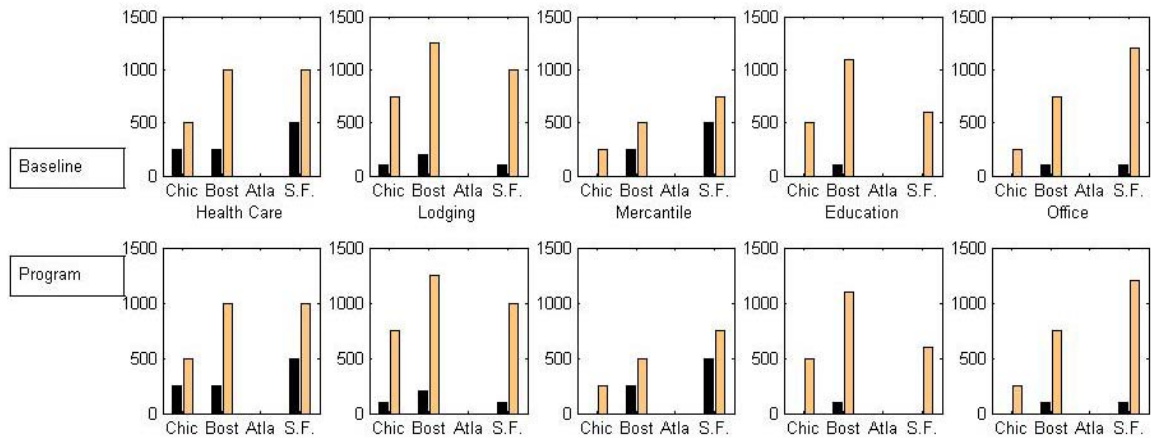 1500 1500 1500 1500 1500
1000 1000 1000 1000 1000
500 500 500 500 500
Baseline
0 0 0 0 0
Chic Bost Atla S.F. Chic Bost Atla S.F. Chic Bost Atla S.F. Chic Bost Atla S.F. Chic Bost Atla S.F.
Health Care Lodging Mercantile Education Office
1500 1500 1500 1500 1500
Program
1000 1000 1000 1000 1000
500 500 500 500 500
0 0 0 0 0
Chic Bost Atla S.F. Chic Bost Atla S.F. Chic Bost Atla S.F. Chic Bost Atla S.F. Chic Bost Atla S.F.